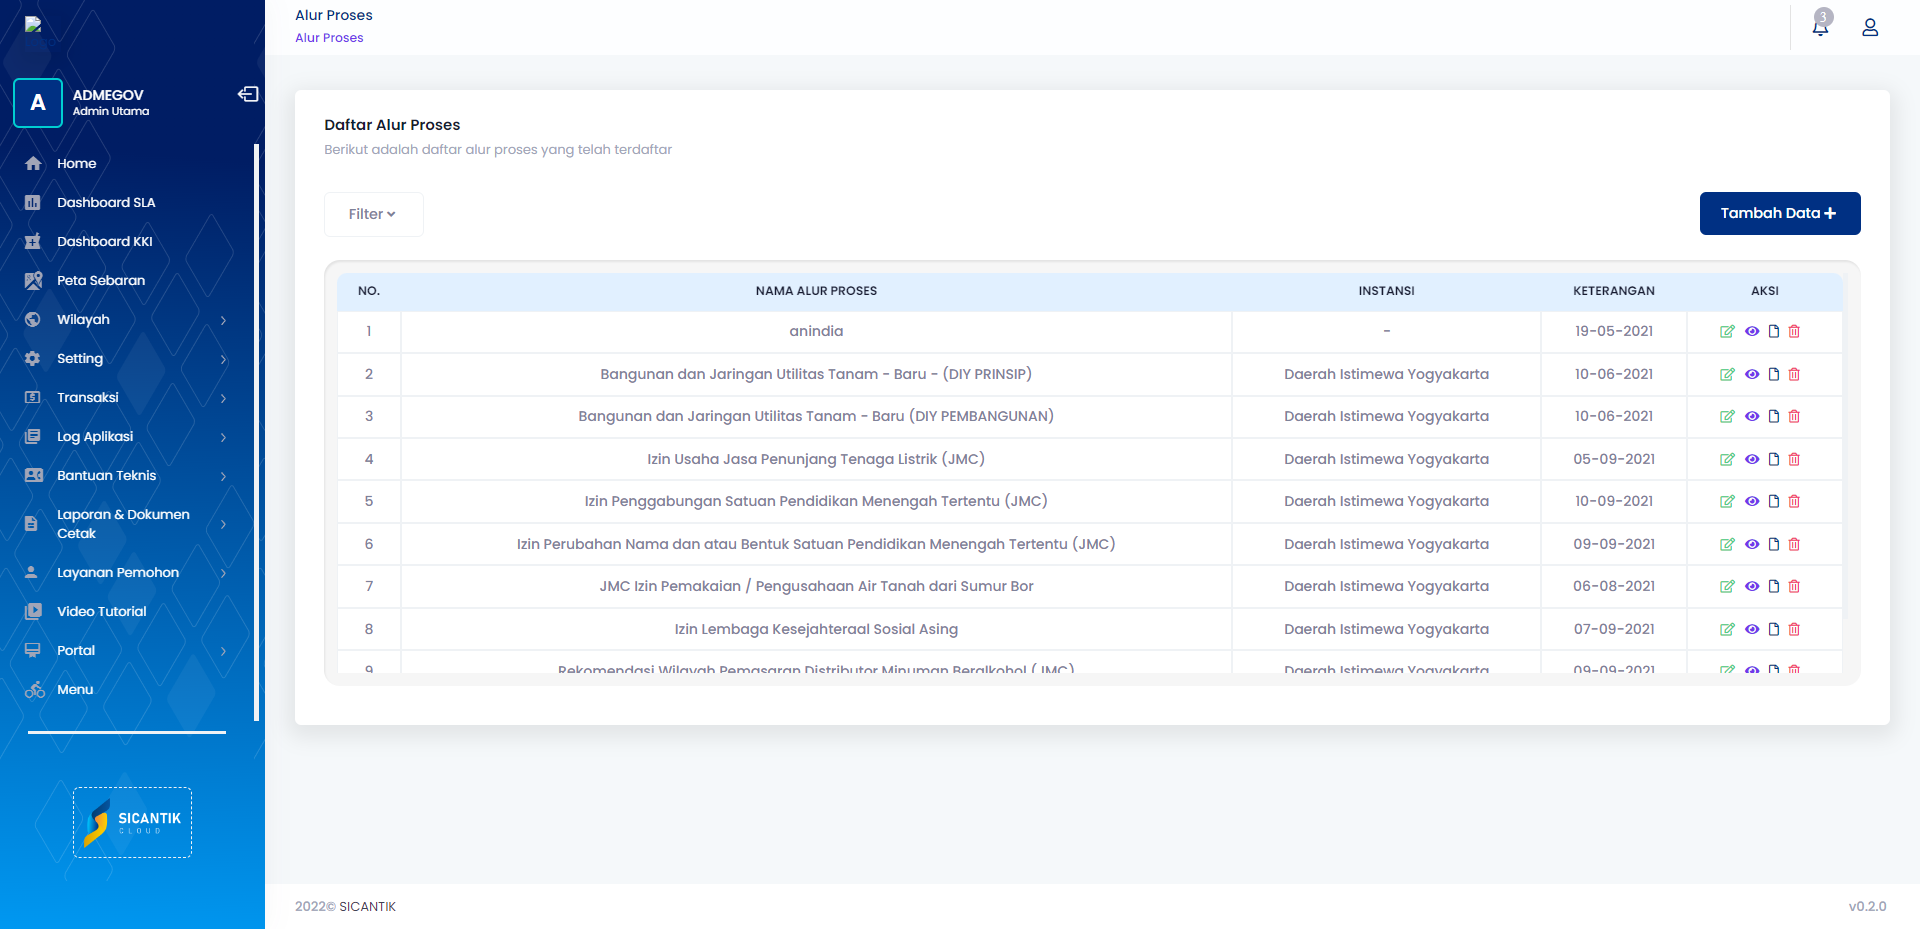 Alur Proses
Alur Proses
3
A
ADMEGOV
Admin Utama
Home
Dashboard SLA
Dashboard KKI
Peta Sebaran
Wilayah
Setting
Transaksi
Log Aplikasi
Bantuan Teknis
Laporan & Dokumen
Cetak
Layanan Pemohon
Video Tutorial
Portal
Menu
SICANTIK
CLOUD
Daftar Alur Proses
Berikut adalah daftar alur proses yang telah terdaftar
Filter
Tambah Data +
NO. NAMA ALUR PROSES INSTANSI KETERANGAN AKSI
1 anindia - 19-05-2021
2 Bangunan dan Jaringan Utilitas Tanam - Baru - (DIY PRINSIP) Daerah Istimewa Yogyakarta 10-06-2021
3 Bangunan dan Jaringan Utilitas Tanam - Baru (DIY PEMBANGUNAN) Daerah Istimewa Yogyakarta 10-06-2021
4 Izin Usaha Jasa Penunjang Tenaga Listrik (JMC) Daerah Istimewa Yogyakarta 05-09-2021
5 Izin Penggabungan Satuan Pendidikan Menengah Tertentu (JMC) Daerah Istimewa Yogyakarta 10-09-2021
6 Izin Perubahan Nama dan atau Bentuk Satuan Pendidikan Menengah Tertentu (JMC) Daerah Istimewa Yogyakarta 09-09-2021
7 JMC Izin Pemakaian / Pengusahaan Air Tanah dari Sumur Bor Daerah Istimewa Yogyakarta 06-08-2021
8 Izin Lembaga Kesejahteraal Sosial Asing Daerah Istimewa Yogyakarta 07-09-2021
9 Rekomendasi Wilayah Pemasaran Distributor Minuman Beralkohol (JMC) Daerah Istimewa Yogyakarta 09-09-2021
2022© SICANTIK
v0.2.0